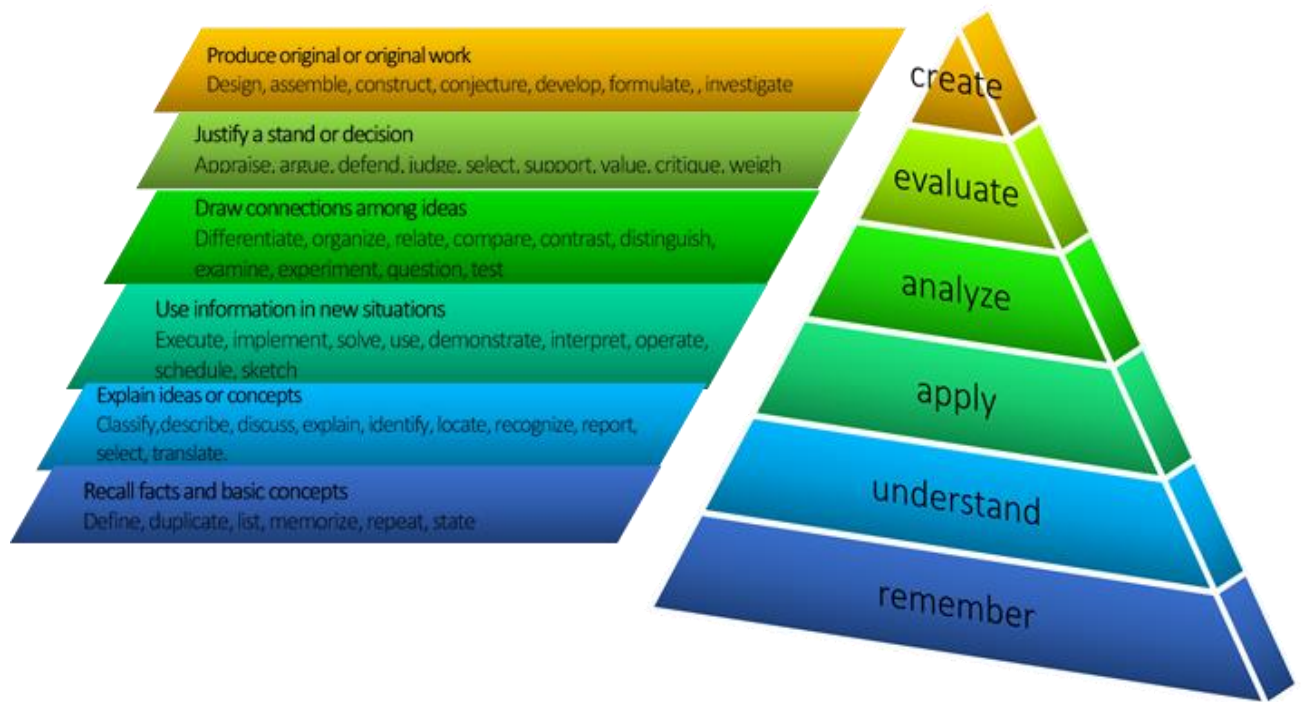 Produce original or original work
Design, assemble, construct, conjecture, develop, formulate, , investigate
Justify a stand or decision
Appraise, argue, defend, judge, select, support, value, critique, weigh
Draw connections among ideas
Differentiate, organize, relate, compare, contrast, distinguish,
examine, experiment, question, test
Use information in new situations
Execute, implement, solve, use, demonstrate, interpret, operate,
schedule, sketch
Explain ideas or concepts
Classify,describe, discuss, explain, identify, locate, recognize, report,
select, translate.
Recall facts and basic concepts
Define, duplicate, list, memorize, repeat, state
create
evaluate
analyze
apply
understand
remember